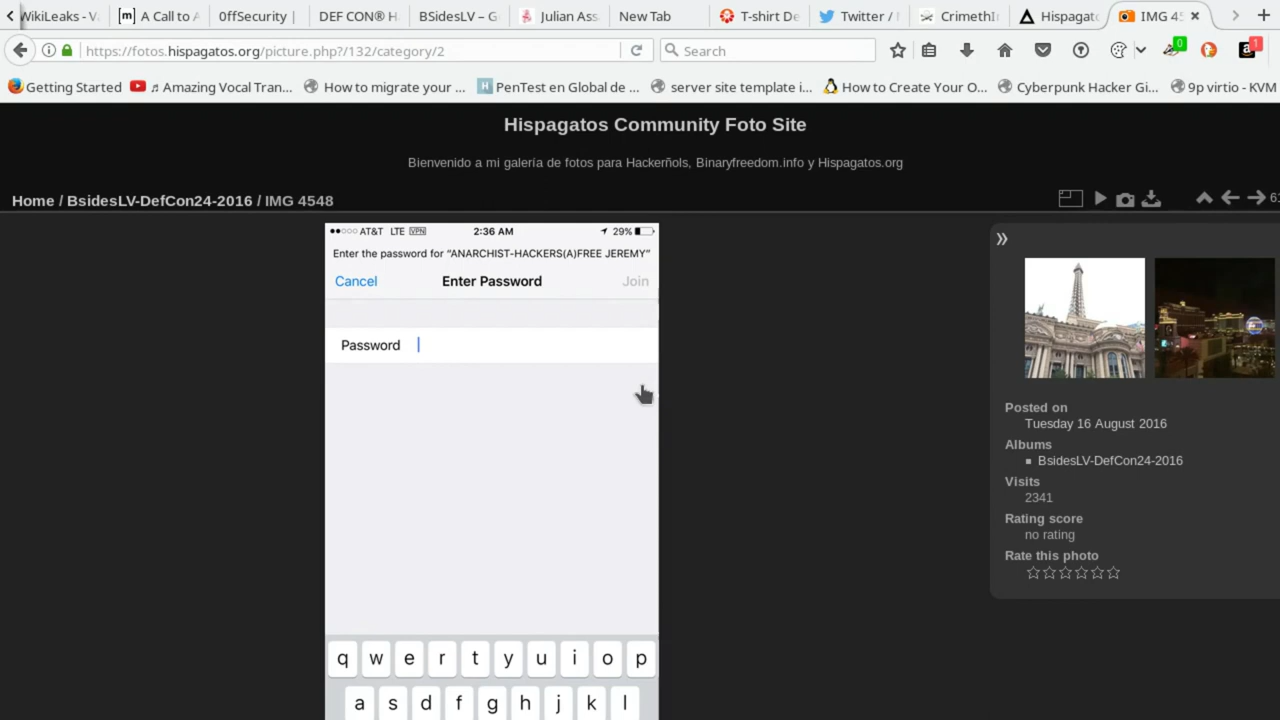 WikiLeaks - V
[m] A Call to A
0ffSecurity |
DEF CON® H
BSidesLV – G
Julian Ass
New Tab
T-shirt De
Twitter /
CrimethI
Hispagat
IMG 45
https://fotos.hispagatos.org/picture.php?/132/category/2
Search
0
1
Getting Started
♬ Amazing Vocal Tran...
How to migrate your ...
H PenTest en Global de ...
server site template i...
How to Create Your O...
Cyberpunk Hacker Gi...
9p virtio - KVM
Hispagatos Community Foto Site
Bienvenido a mi galería de fotos para Hackerñols, Binaryfreedom.info y Hispagatos.org
Home / BsidesLV-DefCon24-2016 / IMG 4548
AT&T LTE VPN 2:36 AM 29%
Enter the password for “ANARCHIST-HACKERS(A)FREE JEREMY”
Cancel Enter Password Join
Password
q w e r t y u i o p
a s d f g h j k l
»
Posted on
Tuesday 16 August 2016
Albums
BsidesLV-DefCon24-2016
Visits
2341
Rating score
no rating
Rate this photo